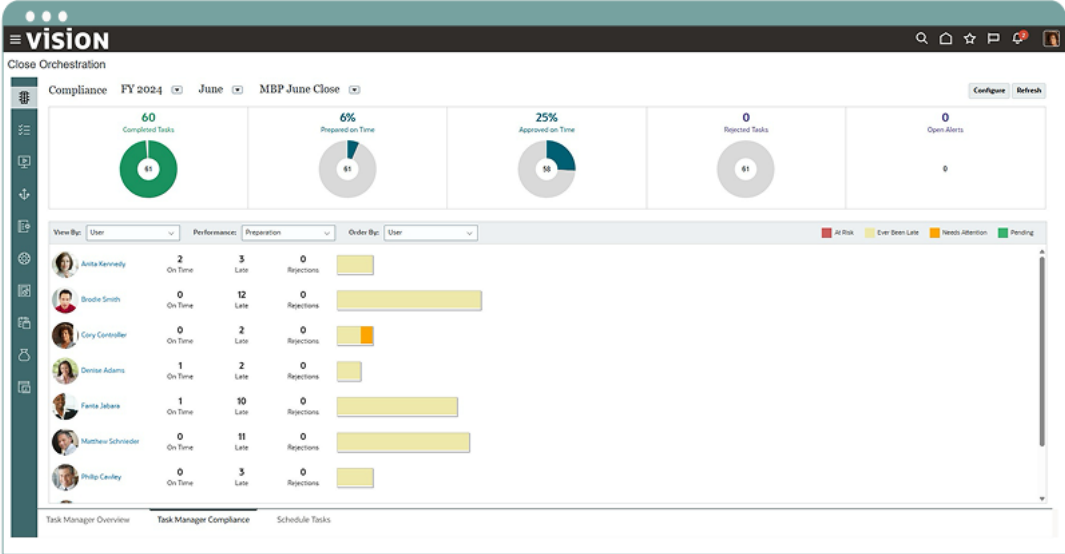 VISION
2
Close Orchestration
Compliance FY 2024 June MBP June Close Configure Refresh
60 6% 25% 0 0
Completed Tasks Prepared on Time Approved on Time Rejected Tasks Open Alerts
61 61 58 61 0
View By: User Performance: Preparation Order By: User At Risk Ever Been Late Needs Attention Pending
Anita Kennedy 2 On Time 3 Late 0 Rejections
Brodie Smith 0 On Time 12 Late 0 Rejections
Cory Controller 0 On Time 2 Late 0 Rejections
Denise Adams 1 On Time 2 Late 0 Rejections
Fanta Jabara 1 On Time 10 Late 0 Rejections
Matthew Schnieder 0 On Time 11 Late 0 Rejections
Philip Cawley 0 On Time 3 Late 0 Rejections
Task Manager Overview Task Manager Compliance Schedule Tasks